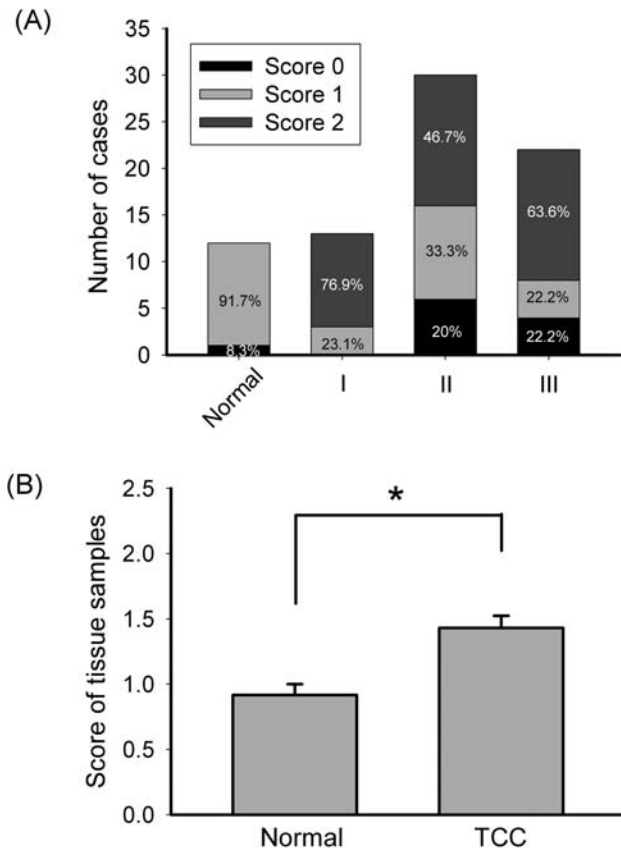 (A)
Number of cases
35
30
25
20
15
10
5
0
Score 0
Score 1
Score 2
91.7%
8.3%
76.9%
23.1%
46.7%
33.3%
20%
63.6%
22.2%
22.2%
Normal
I
II
III
(B)
Score of tissue samples
2.5
2.0
1.5
1.0
0.5
0.0
*
Normal
TCC